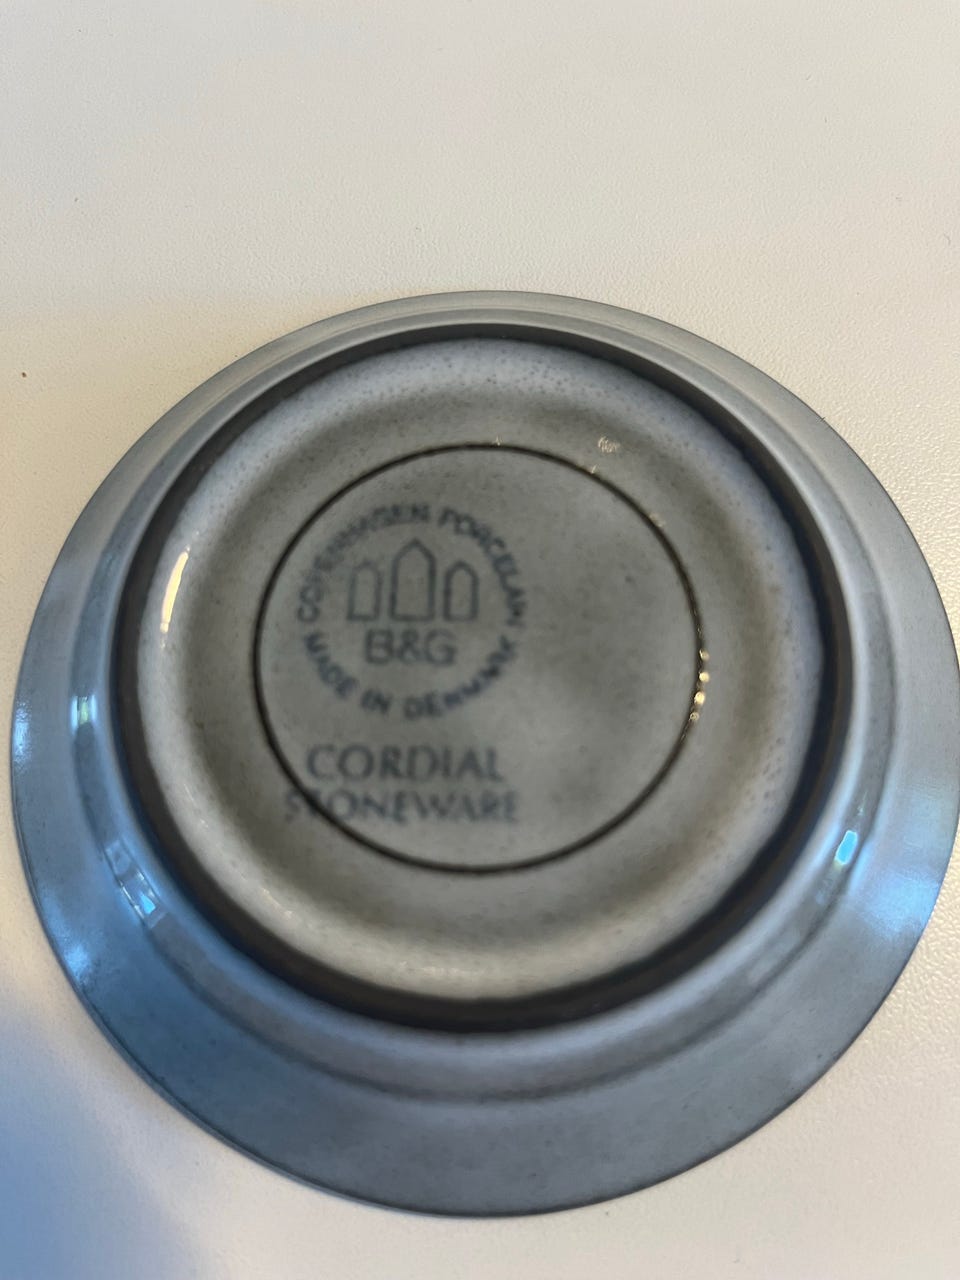 COPENHAGEN PORCELAIN
B&G
MADE IN DENMARK
CORDIAL
STONEWARE